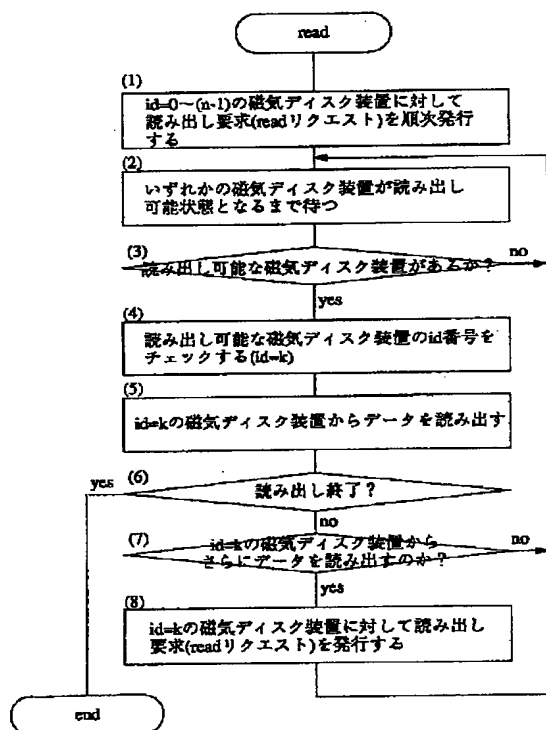 read
(1)
id=0～(n-1)の磁気ディスク装置に対して
読み出し要求(readリクエスト)を順次発行
する
(2)
いずれかの磁気ディスク装置が読み出し
可能状態となるまで待つ
(3)
読み出し可能な磁気ディスク装置があるか？
no
yes
(4)
読み出し可能な磁気ディスク装置のid番号を
チェックする(id=k)
(5)
id=kの磁気ディスク装置からデータを読み出す
(6)
yes
読み出し終了？
no
(7)
id=kの磁気ディスク装置から
さらにデータを読み出すのか？
no
yes
(8)
id=kの磁気ディスク装置に対して読み出し
要求(readリクエスト)を発行する
end